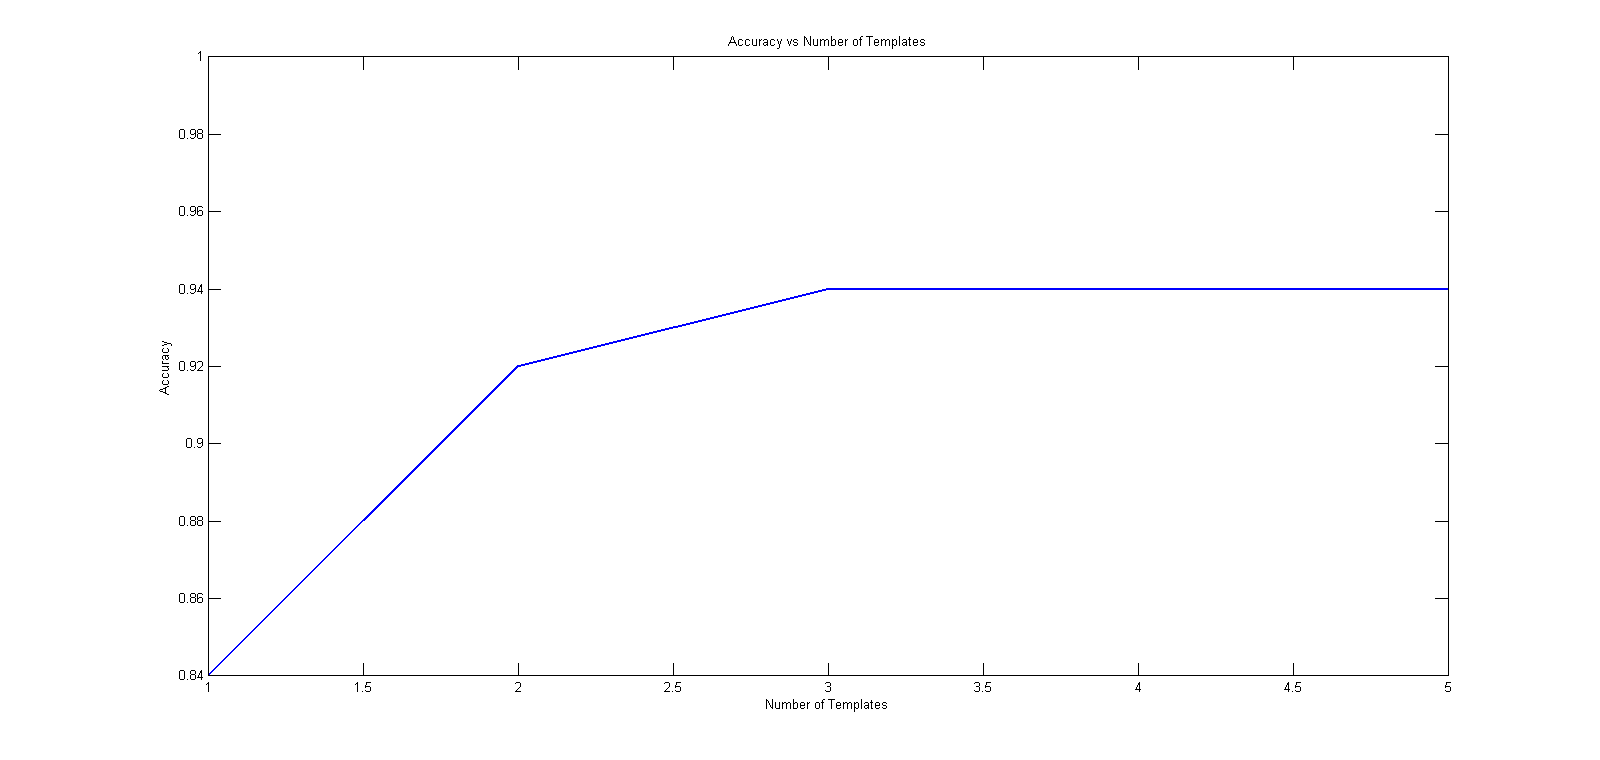 Accuracy vs Number of Templates
1
0.98
0.96
0.94
0.92
0.9
0.88
0.86
0.84
Accuracy
1 1.5 2 2.5 3 3.5 4 4.5 5
Number of Templates